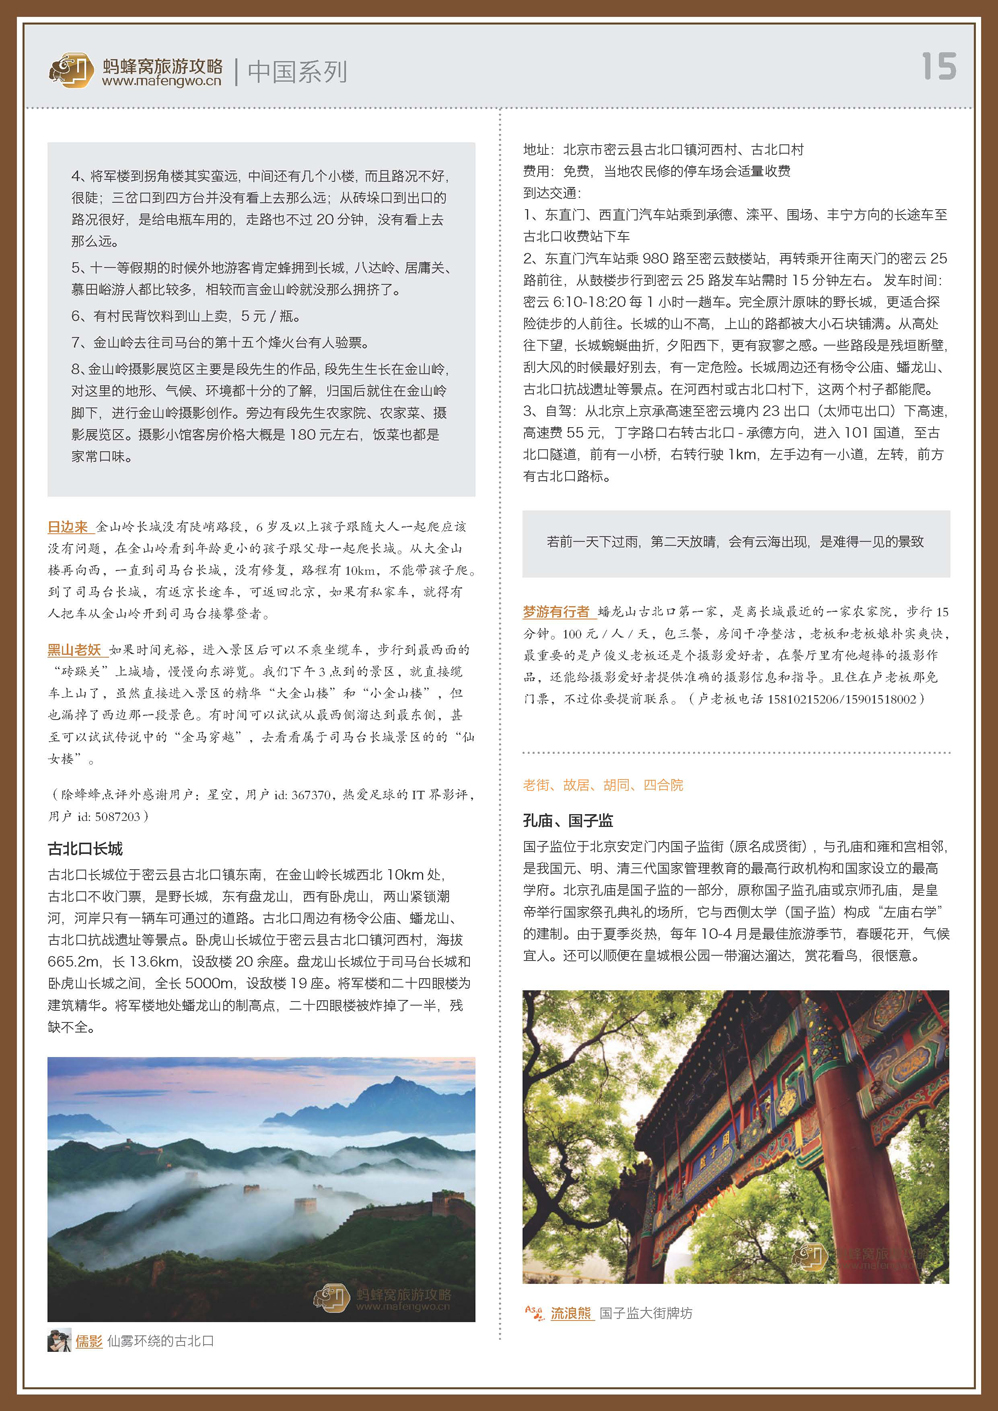 蚂蜂窝旅游攻略
www.mafengwo.cn
中国系列
15
4、将军楼到拐角楼其实蛮远，中间还有几个小楼，而且路况不好，
很陡；三岔口到四方台并没有看上去那么远；从砖垛口到出口的
路况很好，是给电瓶车用的，走路也不过 20 分钟，没有看上去
那么远。
5、十一等假期的时候外地游客肯定蜂拥到长城，八达岭、居庸关、
慕田峪游人都比较多，相较而言金山岭就没那么拥挤了。
6、有村民背饮料到山上卖，5 元 / 瓶。
7、金山岭去往司马台的第十五个烽火台有人验票。
8、金山岭摄影展览区主要是段先生的作品，段先生生长在金山岭，
对这里的地形、气候、环境都十分的了解，归国后就住在金山岭
脚下，进行金山岭摄影创作。旁边有段先生农家院、农家菜、摄
影展览区。摄影小馆客房价格大概是 180 元左右，饭菜也都是
家常口味。
日边来 金山岭长城没有陡峭路段，6 岁及以上孩子跟随大人一起爬应该
没有问题，在金山岭看到年龄更小的孩子跟父母一起爬长城。从大金山
楼再向西，一直到司马台长城，没有修复，路程有 10km，不能带孩子爬。
到了司马台长城，有返京长途车，可返回北京，如果有私家车，就得有
人把车从金山岭开到司马台接攀登者。
黑山老妖 如果时间充裕，进入景区后可以不乘坐缆车，步行到最西面的
“砖跺关”上城墙，慢慢向东游览。我们下午 3 点到的景区，就直接缆
车上山了，虽然直接进入景区的精华“大金山楼”和“小金山楼”，但
也漏掉了西边那一段景色。有时间可以试试从最西侧溜达到最东侧，甚
至可以试试传说中的“金马穿越”，去看看属于司马台长城景区的的“仙
女楼”。
（除蜂蜂点评外感谢用户：星空，用户 id: 367370，热爱足球的 IT 界影评，
用户 id: 5087203）
古北口长城
古北口长城位于密云县古北口镇东南，在金山岭长城西北 10km 处，
古北口不收门票，是野长城，东有盘龙山，西有卧虎山，两山紧锁潮
河，河岸只有一辆车可通过的道路。古北口周边有杨令公庙、蟠龙山、
古北口抗战遗址等景点。卧虎山长城位于密云县古北口镇河西村，海拔
665.2m，长 13.6km，设敌楼 20 余座。盘龙山长城位于司马台长城和
卧虎山长城之间，全长 5000m，设敌楼 19 座。将军楼和二十四眼楼为
建筑精华。将军楼地处蟠龙山的制高点，二十四眼楼被炸掉了一半，残
缺不全。
蚂蜂窝旅游攻略
www.mafengwo.cn
儒影 仙雾环绕的古北口
地址：北京市密云县古北口镇河西村、古北口村
费用：免费，当地农民修的停车场会适量收费
到达交通：
1、东直门、西直门汽车站乘到承德、滦平、围场、丰宁方向的长途车至
古北口收费站下车
2、东直门汽车站乘 980 路至密云鼓楼站，再转乘开往南天门的密云 25
路前往，从鼓楼步行到密云 25 路发车站需时 15 分钟左右。 发车时间：
密云 6:10-18:20 每 1 小时一趟车。完全原汁原味的野长城，更适合探
险徒步的人前往。长城的山不高，上山的路都被大小石块铺满。从高处
往下望，长城蜿蜒曲折，夕阳西下，更有寂寥之感。一些路段是残垣断壁，
刮大风的时候最好别去，有一定危险。长城周边还有杨令公庙、蟠龙山、
古北口抗战遗址等景点。在河西村或古北口村下，这两个村子都能爬。
3、自驾：从北京上京承高速至密云境内 23 出口（太师屯出口）下高速，
高速费 55 元，丁字路口右转古北口 - 承德方向，进入 101 国道，至古
北口隧道，前有一小桥，右转行驶 1km，左手边有一小道，左转，前方
有古北口路标。
若前一天下过雨，第二天放晴，会有云海出现，是难得一见的景致
梦游有行者 蟠龙山古北口第一家，是离长城最近的一家农家院，步行 15
分钟。100 元 / 人 / 天，包三餐，房间干净整洁，老板和老板娘朴实爽快，
最重要的是卢俊义老板还是个摄影爱好者，在餐厅里有他超棒的摄影作
品，还能给摄影爱好者提供准确的摄影信息和指导。且住在卢老板那免
门票，不过你要提前联系。（卢老板电话 15810215206/15901518002）
老街、故居、胡同、四合院
孔庙、国子监
国子监位于北京安定门内国子监街（原名成贤街），与孔庙和雍和宫相邻，
是我国元、明、清三代国家管理教育的最高行政机构和国家设立的最高
学府。北京孔庙是国子监的一部分，原称国子监孔庙或京师孔庙，是皇
帝举行国家祭孔典礼的场所，它与西侧太学（国子监）构成“左庙右学”
的建制。由于夏季炎热，每年 10-4 月是最佳旅游季节，春暖花开，气候
宜人。还可以顺便在皇城根公园一带溜达溜达，赏花看鸟，很惬意。
蚂蜂窝旅游攻略
www.mafengwo.cn
流浪熊 国子监大街牌坊